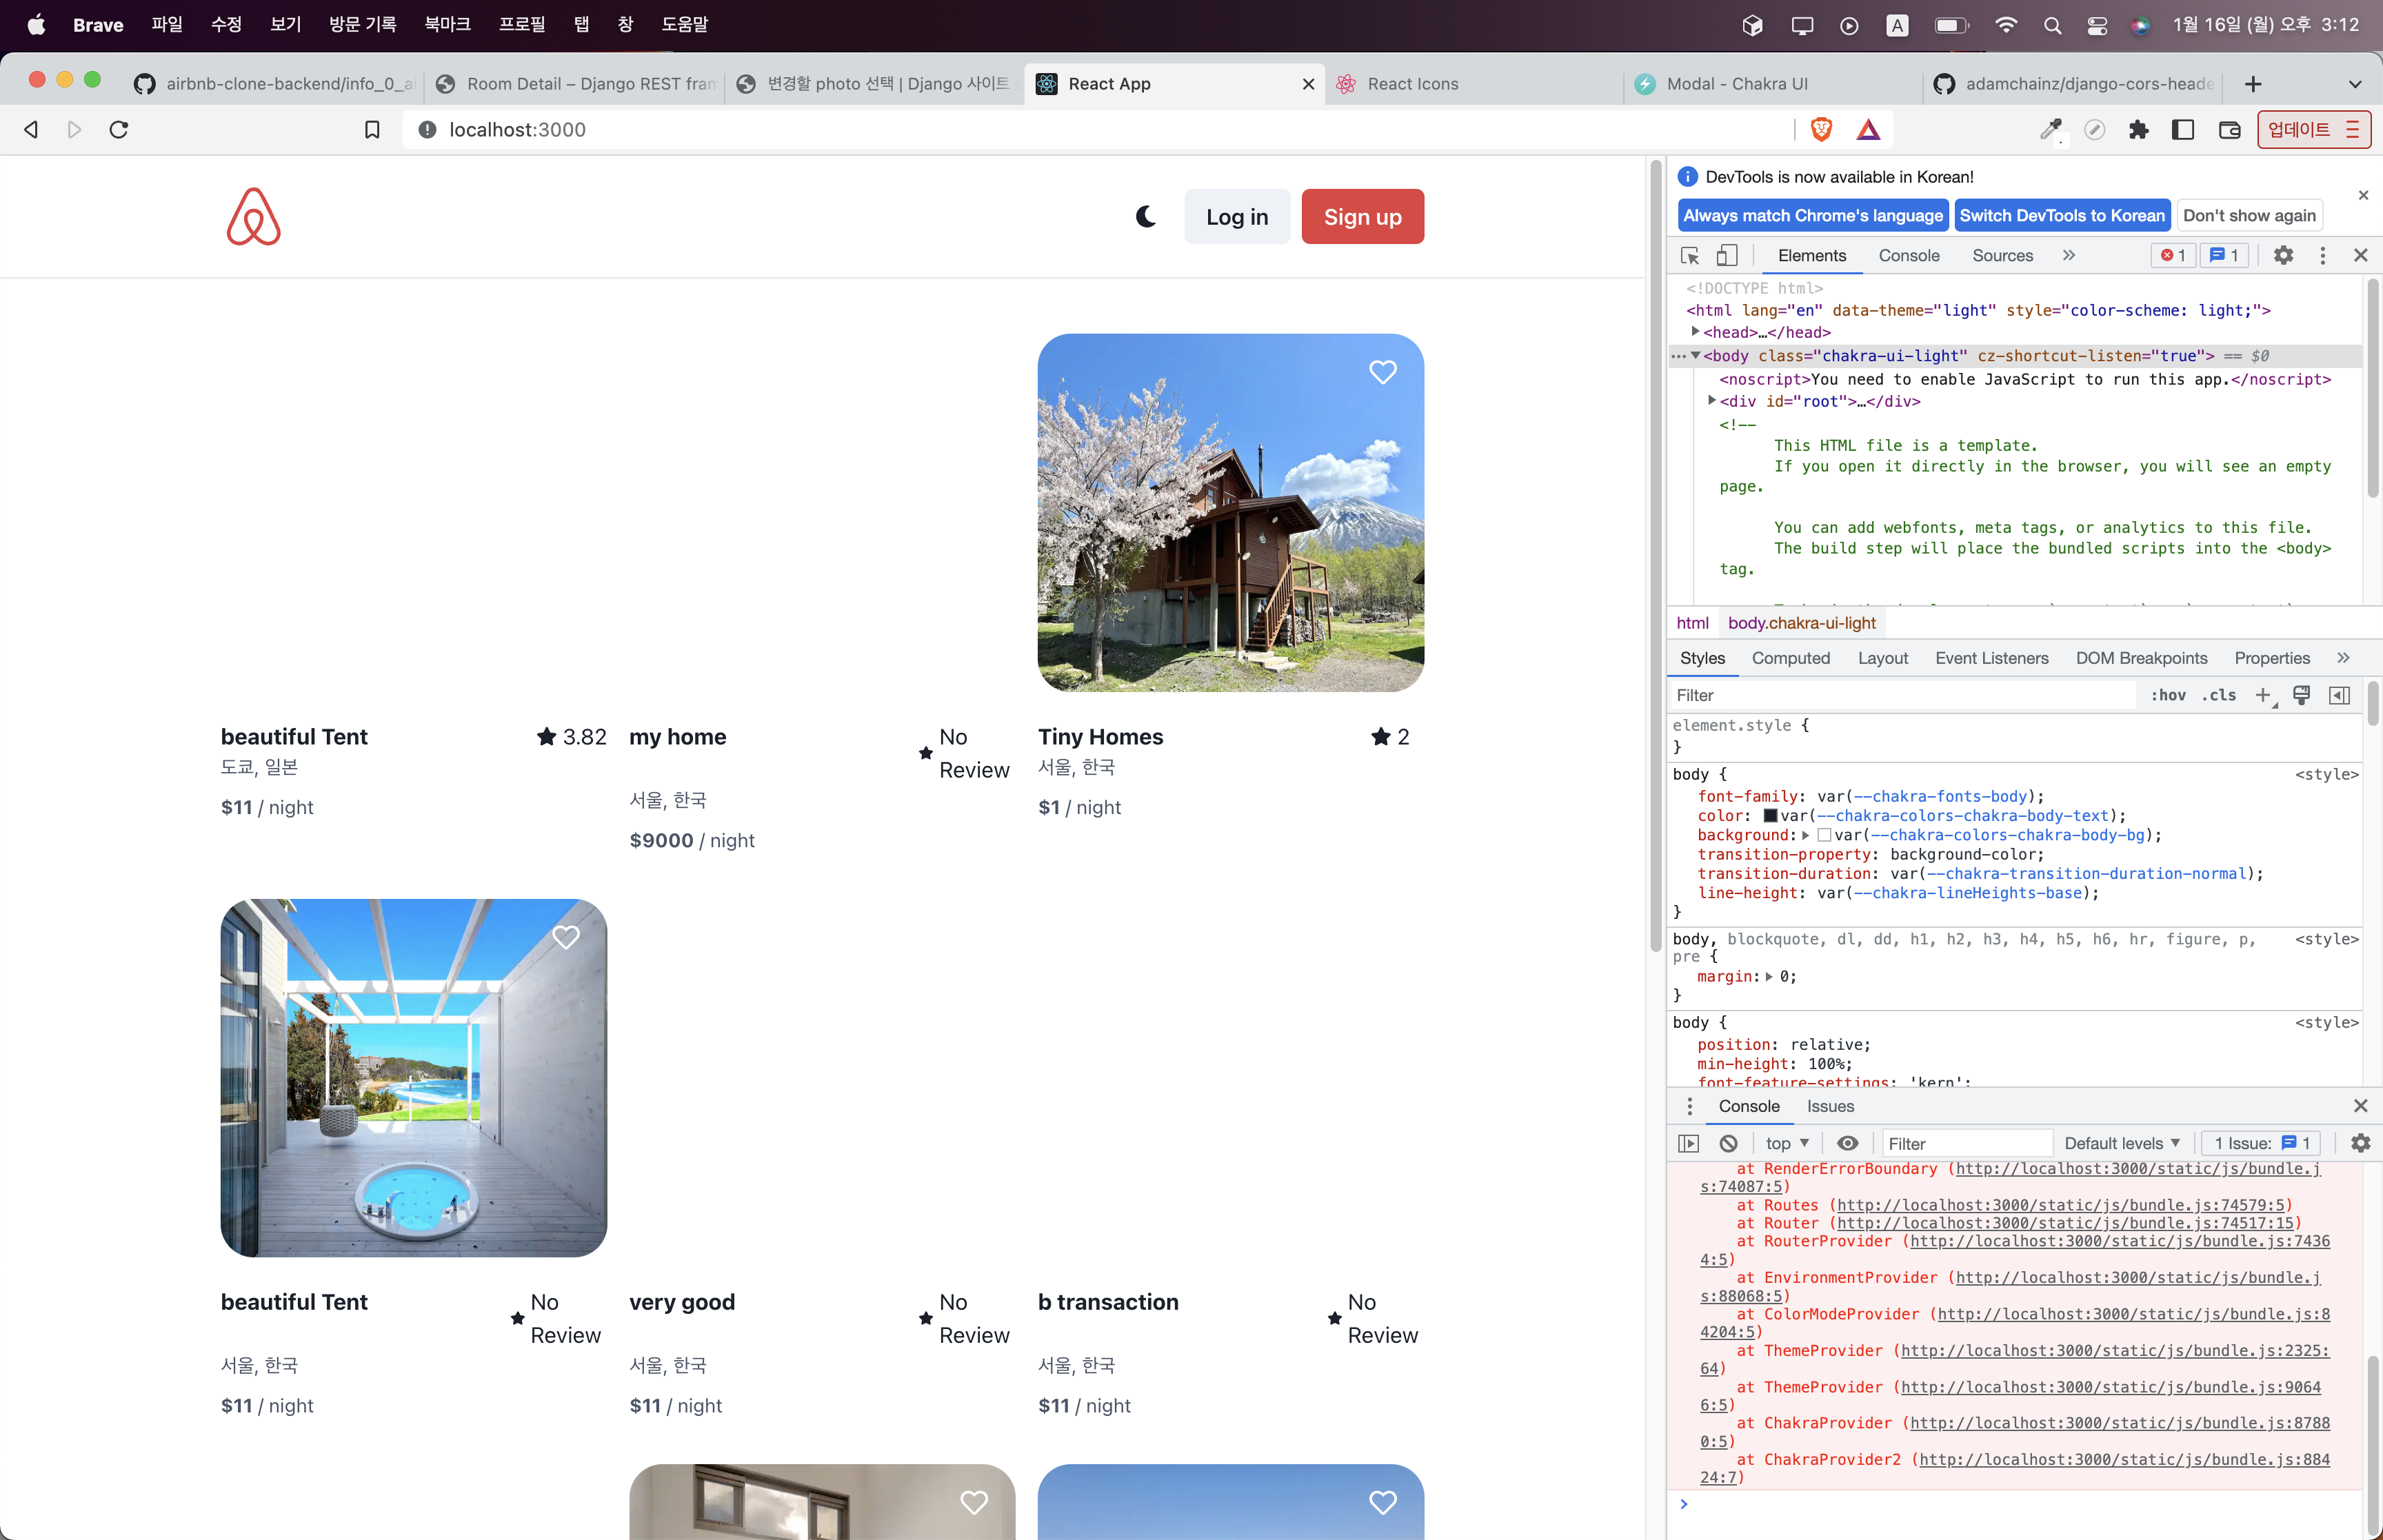 Brave 파일 수정 보기 방문 기록 북마크 프로필 탭 창 도움말 A 1월 16일 (월) 오후 3:12
airbnb-clone-backend/info_0_ai Room Detail – Django REST fram 변경할 photo 선택 | Django 사이트 React App React Icons Modal - Chakra UI adamchainz/django-cors-heade
localhost:3000 업데이트
Log in Sign up
beautiful Tent 3.82
도쿄, 일본
$11 / night
my home No
Review
서울, 한국
$9000 / night
Tiny Homes 2
서울, 한국
$1 / night
beautiful Tent No
Review
서울, 한국
$11 / night
very good No
Review
서울, 한국
$11 / night
b transaction No
Review
서울, 한국
$11 / night
DevTools is now available in Korean!
Always match Chrome's language Switch DevTools to Korean Don't show again
Elements Console Sources 1 1
<!DOCTYPE html>
<html lang="en" data-theme="light" style="color-scheme: light;">
<head>…</head>
<body class="chakra-ui-light" cz-shortcut-listen="true"> == $0
<noscript>You need to enable JavaScript to run this app.</noscript>
<div id="root">…</div>
<!--
This HTML file is a template.
If you open it directly in the browser, you will see an empty
page.
You can add webfonts, meta tags, or analytics to this file.
The build step will place the bundled scripts into the <body>
tag.
html body.chakra-ui-light
Styles Computed Layout Event Listeners DOM Breakpoints Properties
Filter :hov .cls
element.style {
}
body { <style>
font-family: var(--chakra-fonts-body);
color: var(--chakra-colors-chakra-body-text);
background: var(--chakra-colors-chakra-body-bg);
transition-property: background-color;
transition-duration: var(--chakra-transition-duration-normal);
line-height: var(--chakra-lineHeights-base);
}
body, blockquote, dl, dd, h1, h2, h3, h4, h5, h6, hr, figure, p, <style>
pre {
margin: 0;
}
body { <style>
position: relative;
min-height: 100%;
font-feature-settings: 'kern';
Console Issues
top Filter Default levels 1 Issue: 1
at RenderErrorBoundary (http://localhost:3000/static/js/bundle.j
s:74087:5)
at Routes (http://localhost:3000/static/js/bundle.js:74579:5)
at Router (http://localhost:3000/static/js/bundle.js:74517:15)
at RouterProvider (http://localhost:3000/static/js/bundle.js:7436
4:5)
at EnvironmentProvider (http://localhost:3000/static/js/bundle.j
s:88068:5)
at ColorModeProvider (http://localhost:3000/static/js/bundle.js:8
4204:5)
at ThemeProvider (http://localhost:3000/static/js/bundle.js:2325:
64)
at ThemeProvider (http://localhost:3000/static/js/bundle.js:9064
6:5)
at ChakraProvider (http://localhost:3000/static/js/bundle.js:8788
0:5)
at ChakraProvider2 (http://localhost:3000/static/js/bundle.js:884
24:7)